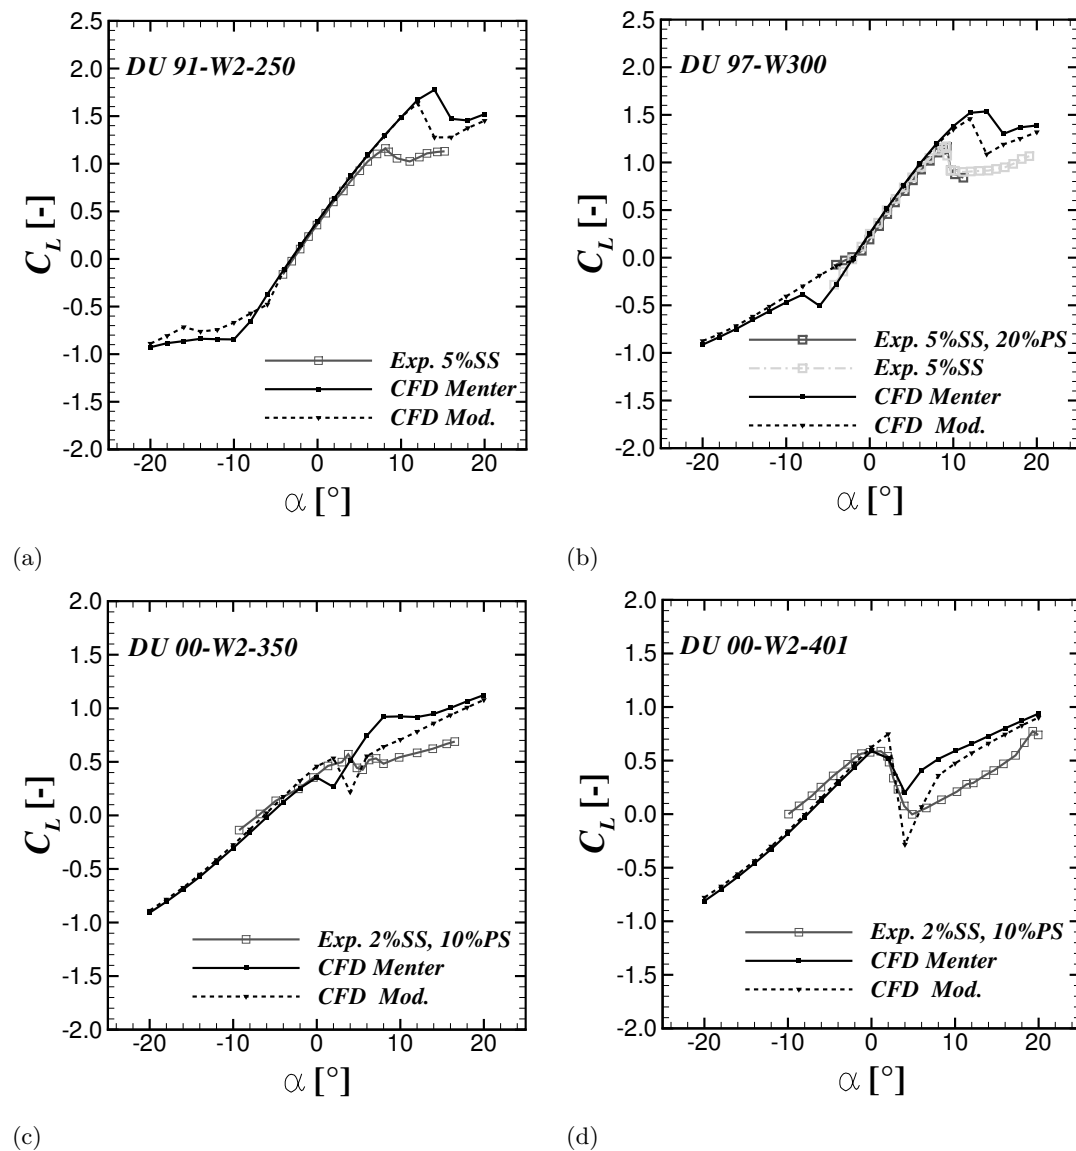 DU 91-W2-250
2.5
2.0
1.5
1.0
0.5
0.0
-0.5
-1.0
-1.5
-2.0
C_L [-]
-20 -10 0 10 20
α [°]
Exp. 5%SS
CFD Menter
CFD Mod.
(a)
DU 97-W300
2.5
2.0
1.5
1.0
0.5
0.0
-0.5
-1.0
-1.5
-2.0
C_L [-]
-20 -10 0 10 20
α [°]
Exp. 5%SS, 20%PS
Exp. 5%SS
CFD Menter
CFD Mod.
(b)
DU 00-W2-350
2.0
1.5
1.0
0.5
0.0
-0.5
-1.0
-1.5
-2.0
C_L [-]
-20 -10 0 10 20
α [°]
Exp. 2%SS, 10%PS
CFD Menter
CFD Mod.
(c)
DU 00-W2-401
2.0
1.5
1.0
0.5
0.0
-0.5
-1.0
-1.5
-2.0
C_L [-]
-20 -10 0 10 20
α [°]
Exp. 2%SS, 10%PS
CFD Menter
CFD Mod.
(d)